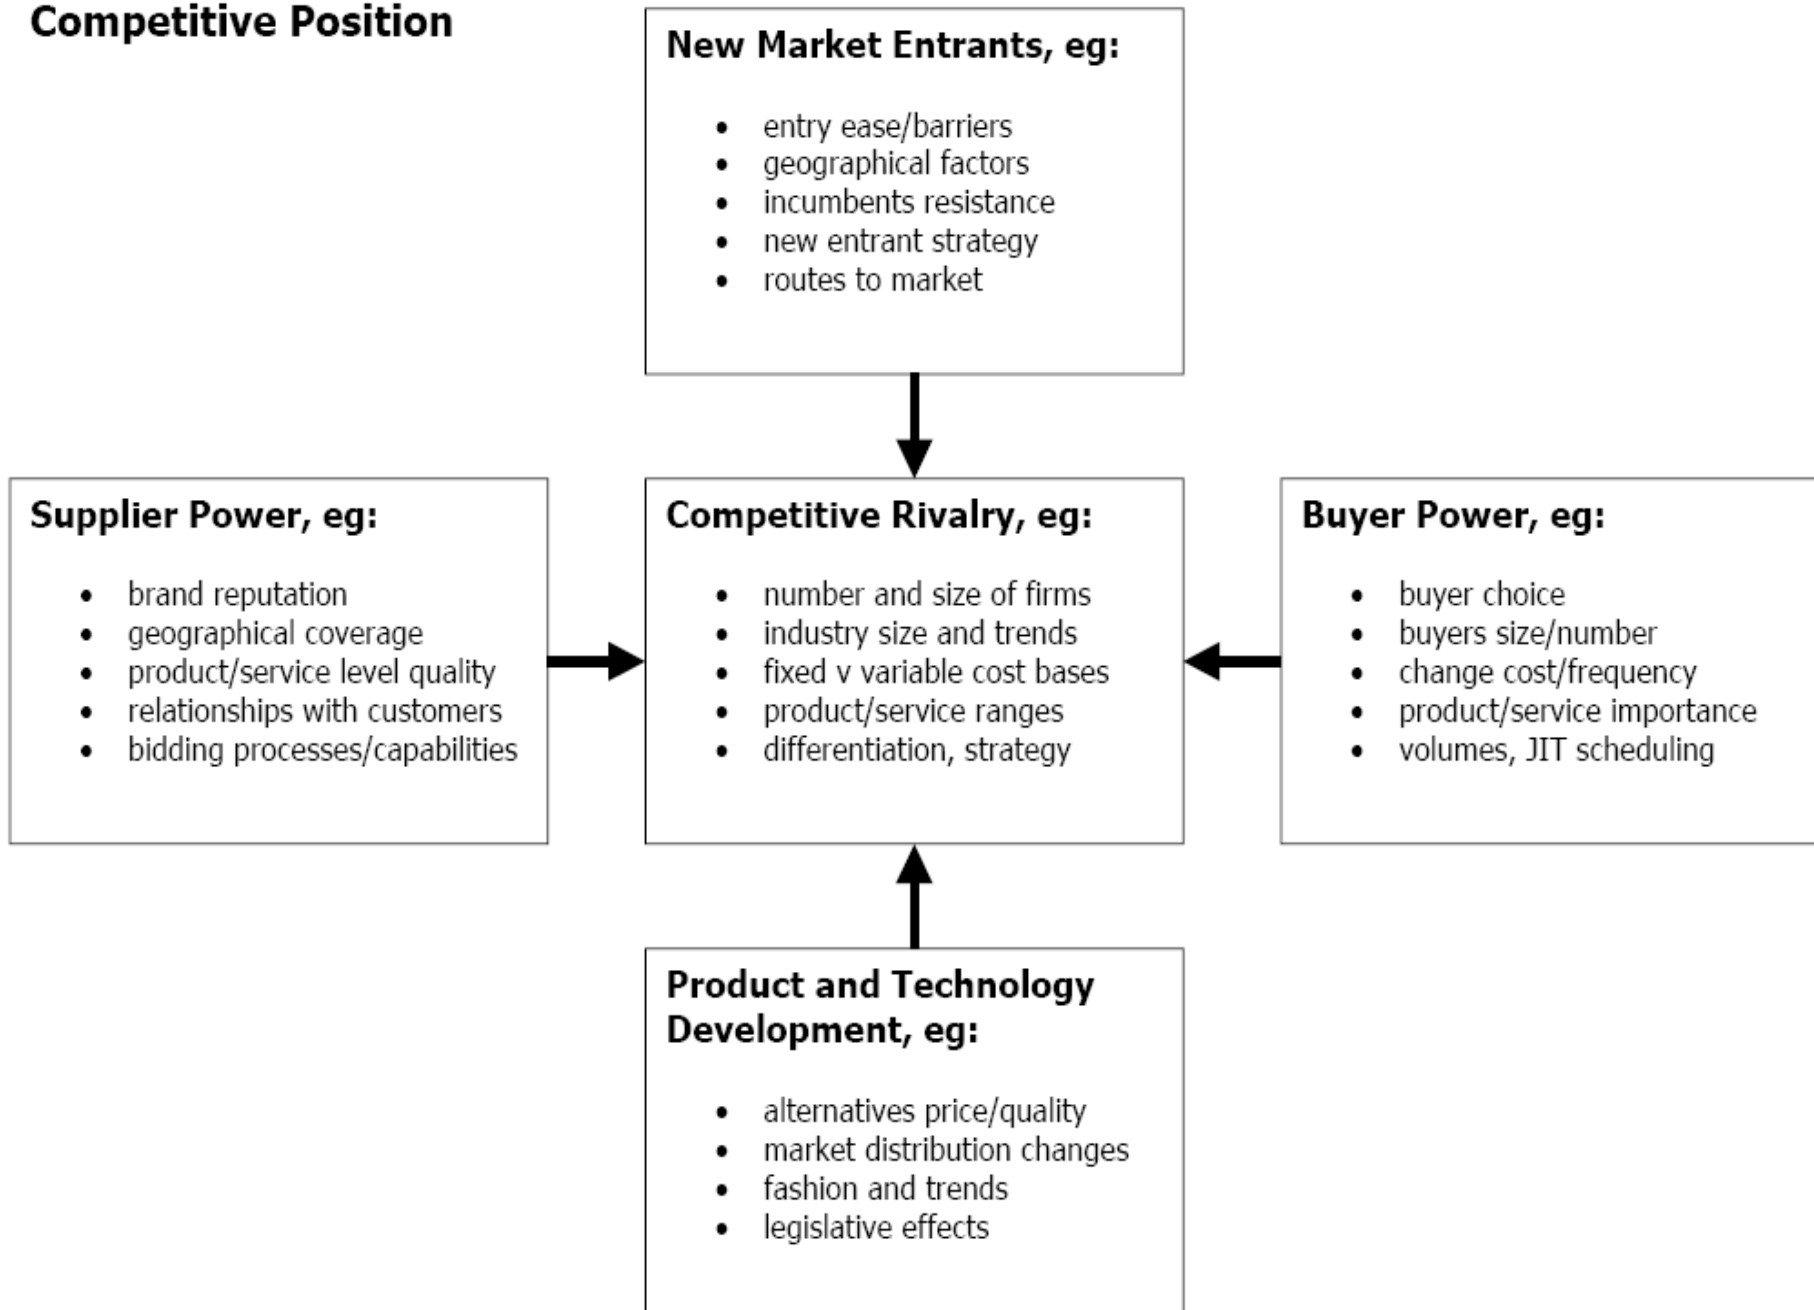 Competitive Position
New Market Entrants, eg:
• entry ease/barriers
• geographical factors
• incumbents resistance
• new entrant strategy
• routes to market
Supplier Power, eg:
• brand reputation
• geographical coverage
• product/service level quality
• relationships with customers
• bidding processes/capabilities
Competitive Rivalry, eg:
• number and size of firms
• industry size and trends
• fixed v variable cost bases
• product/service ranges
• differentiation, strategy
Buyer Power, eg:
• buyer choice
• buyers size/number
• change cost/frequency
• product/service importance
• volumes, JIT scheduling
Product and Technology
Development, eg:
• alternatives price/quality
• market distribution changes
• fashion and trends
• legislative effects